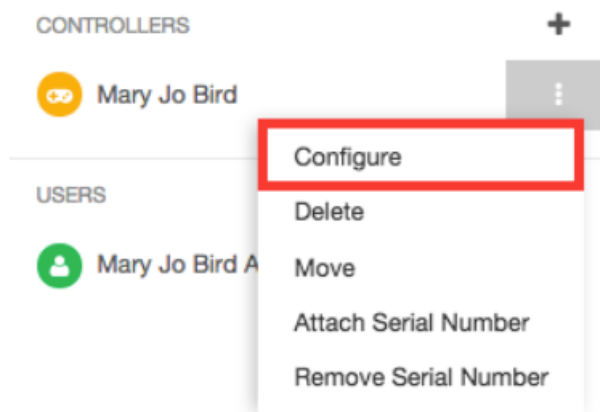 CONTROLLERS
Mary Jo Bird
Configure
USERS
Delete
Mary Jo Bird A
Move
Attach Serial Number
Remove Serial Number